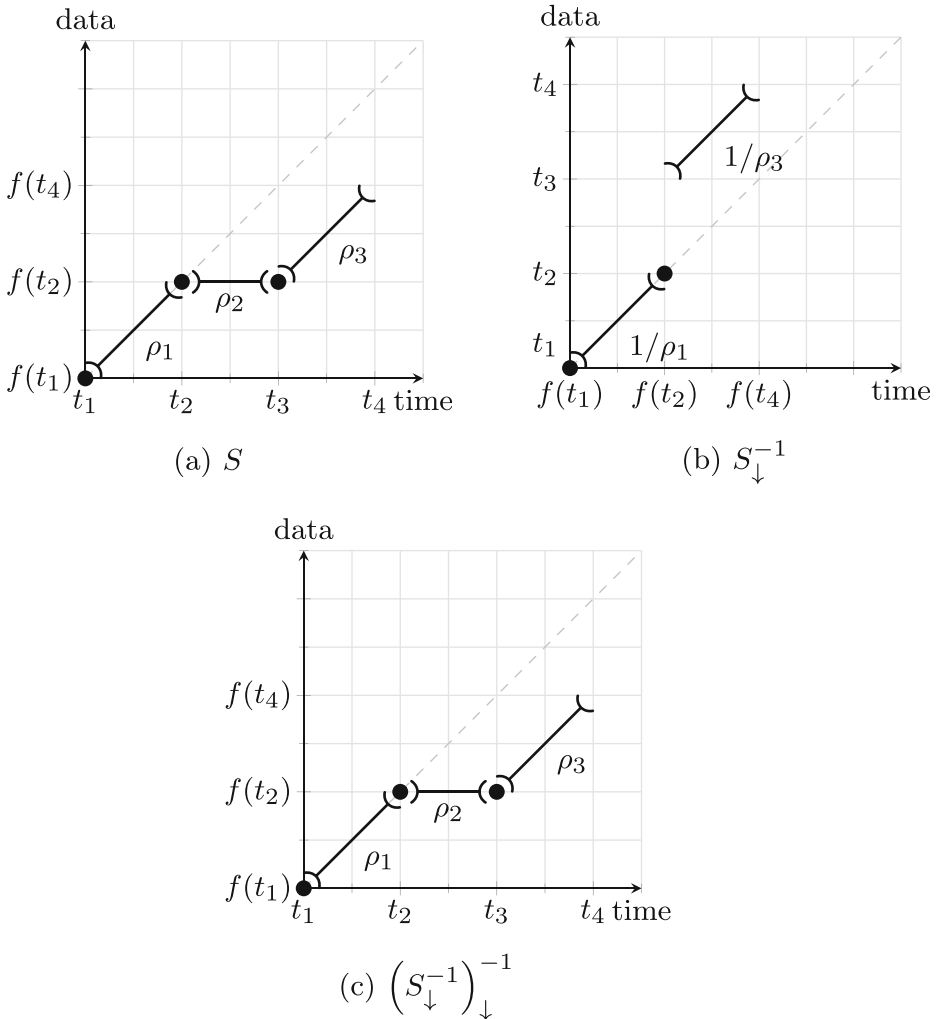 data
f(t₄)
f(t₂)
f(t₁)
ρ₁
ρ₂
ρ₃
t₁ t₂ t₃ t₄ time
(a) S
data
t₄
t₃
t₂
t₁
1/ρ₃
1/ρ₁
f(t₁) f(t₂) f(t₄) time
(b) S↓⁻¹
data
f(t₄)
f(t₂)
f(t₁)
ρ₁
ρ₂
ρ₃
t₁ t₂ t₃ t₄ time
(c) (S↓⁻¹)↓⁻¹